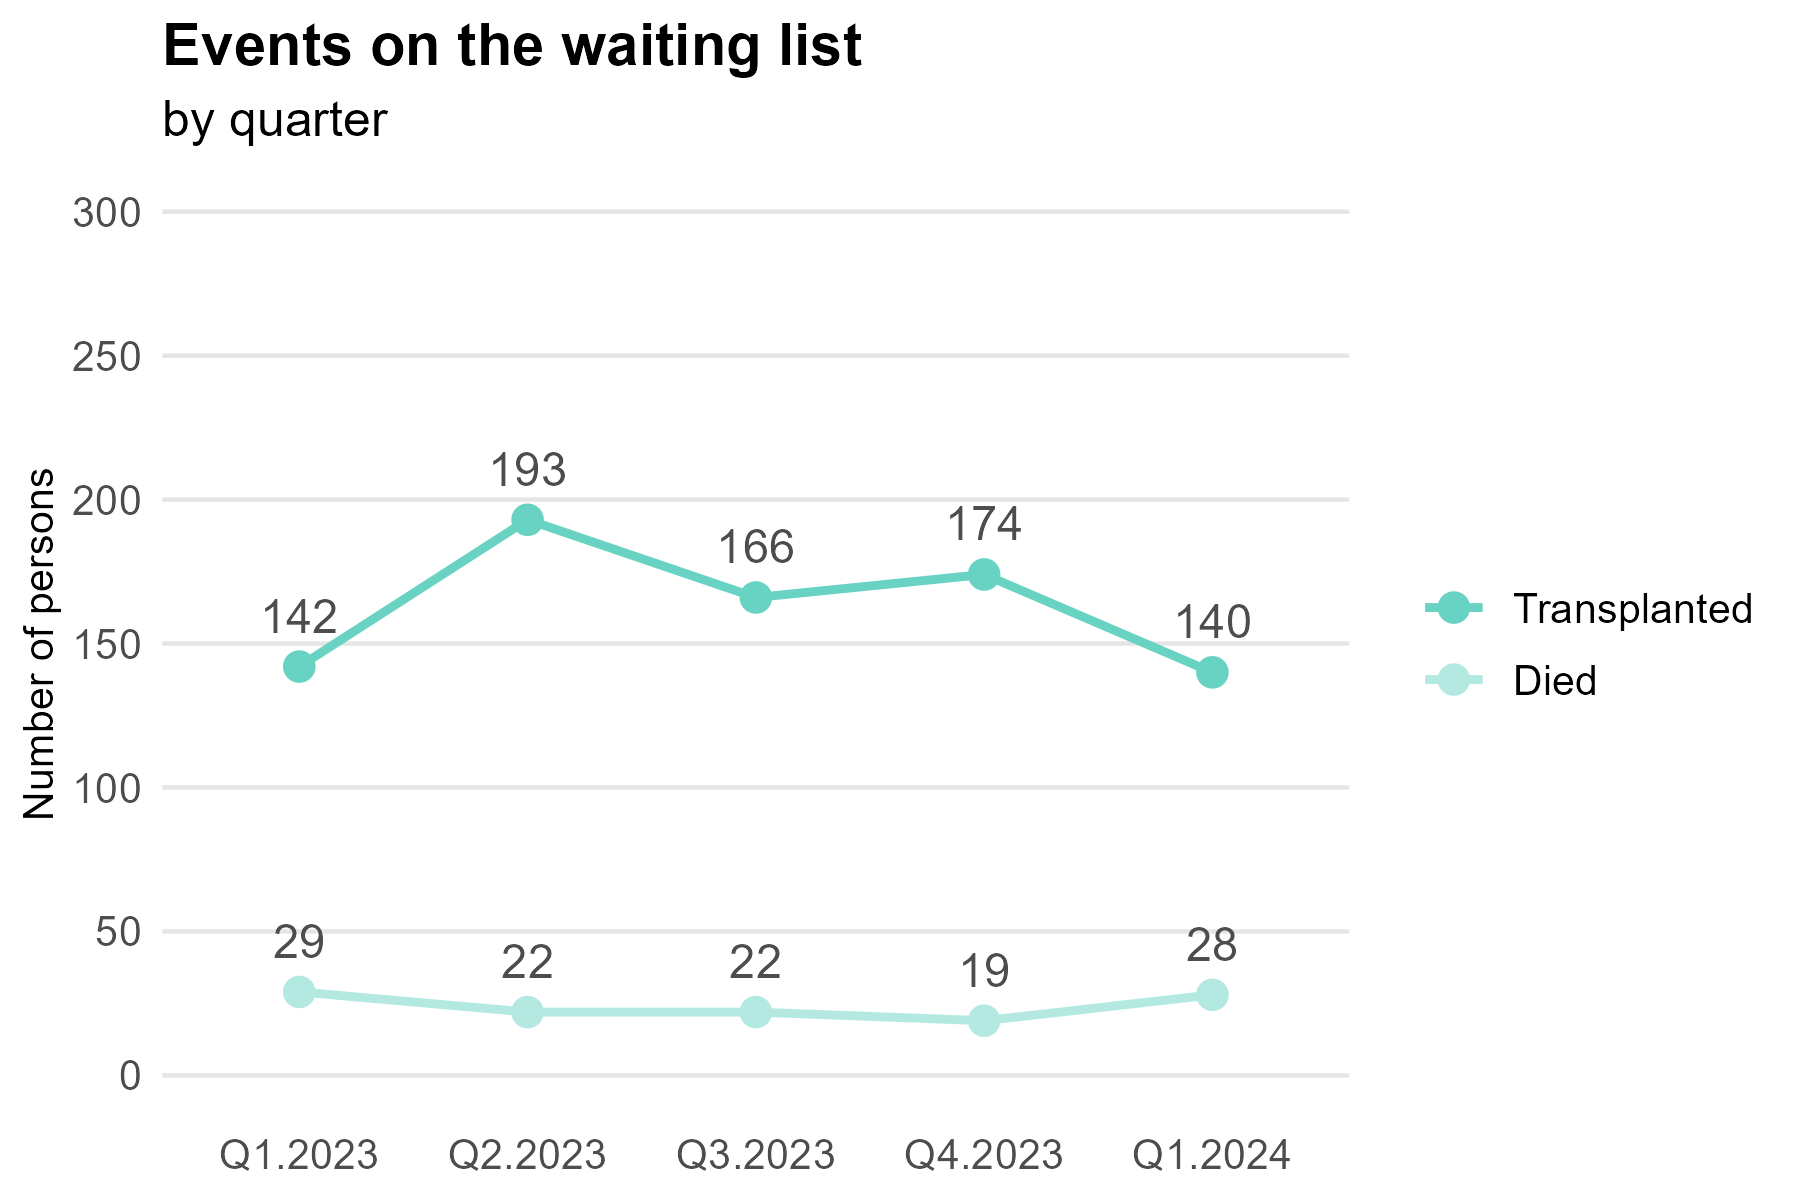 Events on the waiting list
by quarter
Number of persons
300
250
200
150
100
50
0
142
193
166
174
140
29
22
22
19
28
Q1.2023
Q2.2023
Q3.2023
Q4.2023
Q1.2024
Transplanted
Died